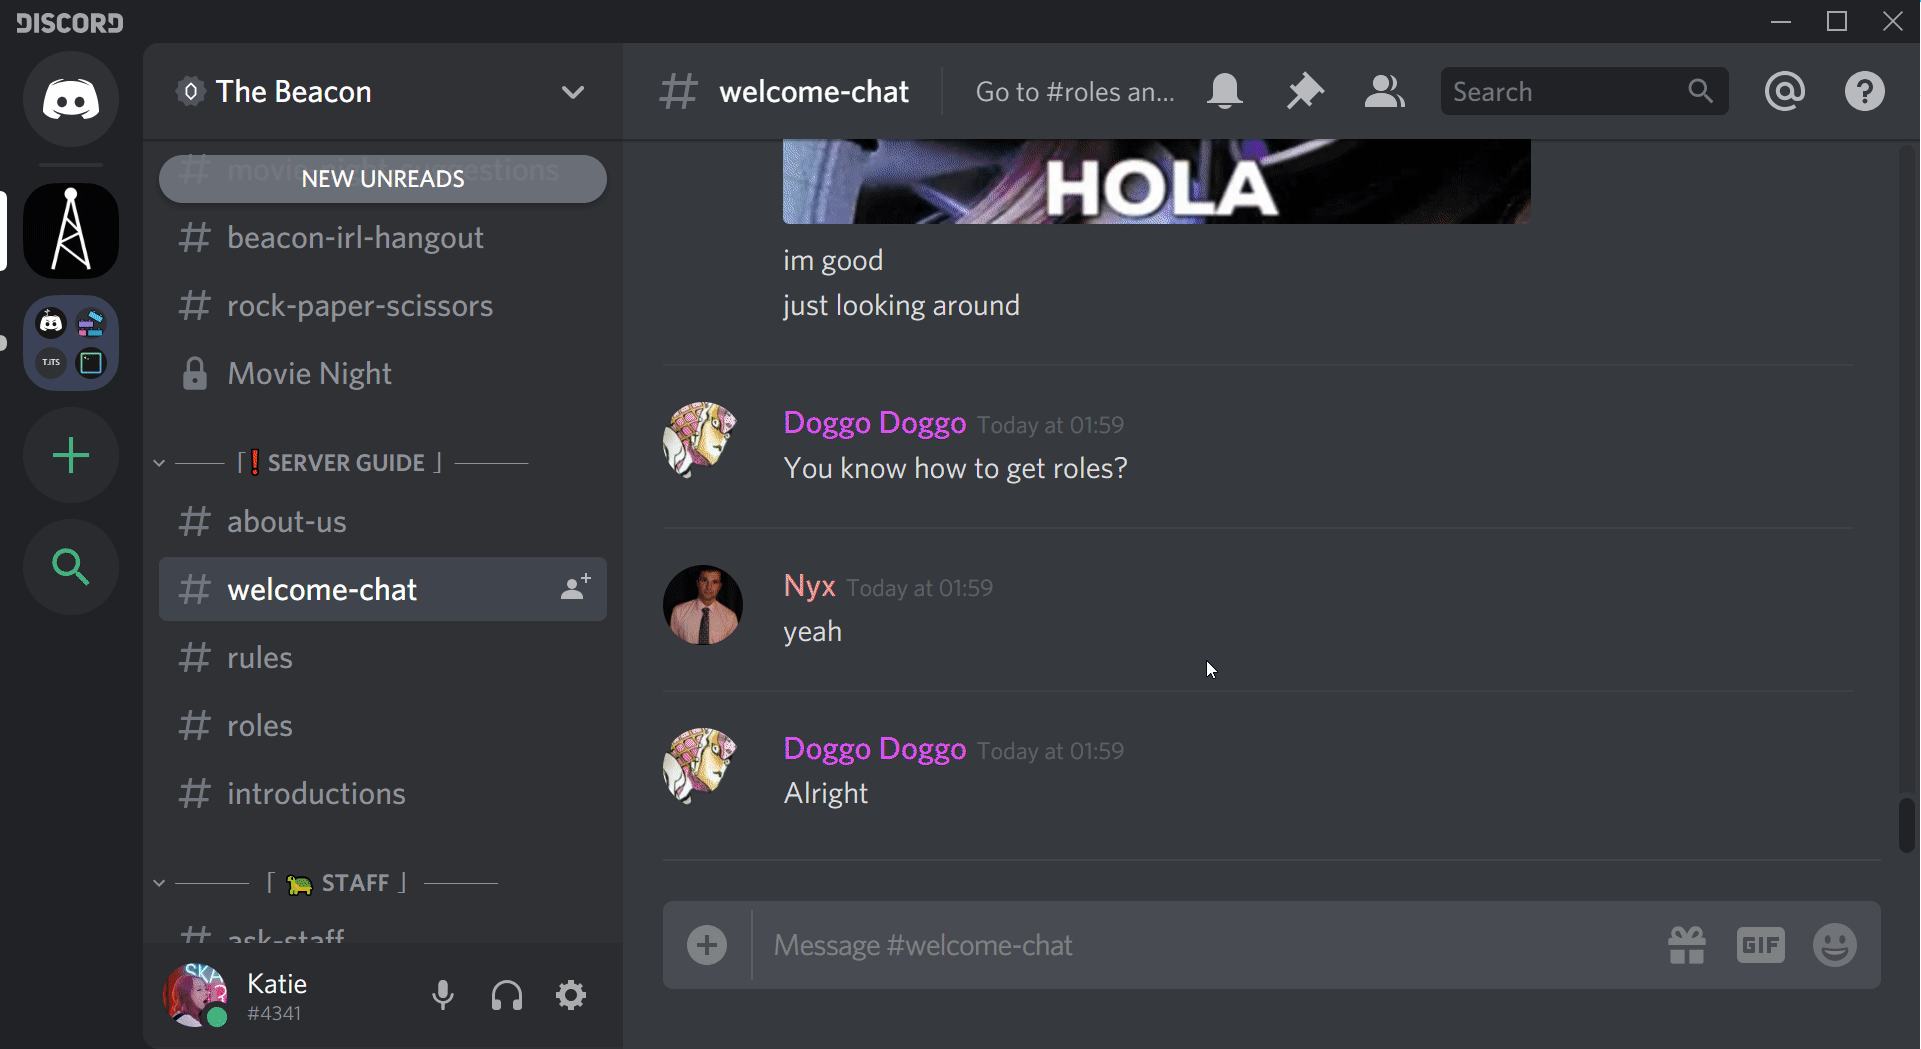 DISCORD
The Beacon
# welcome-chat
Go to #roles an...
Search
# movie-night-suggestions
NEW UNREADS
# beacon-irl-hangout
# rock-paper-scissors
Movie Night
⎾❗SERVER GUIDE ⏌
# about-us
# welcome-chat
# rules
# roles
# introductions
⎾ 🐢 STAFF ⏌
# ask-staff
Katie
#4341
T.ITS
HOLA
im good
just looking around
Doggo Doggo Today at 01:59
You know how to get roles?
Nyx Today at 01:59
yeah
Doggo Doggo Today at 01:59
Alright
Message #welcome-chat
GIF